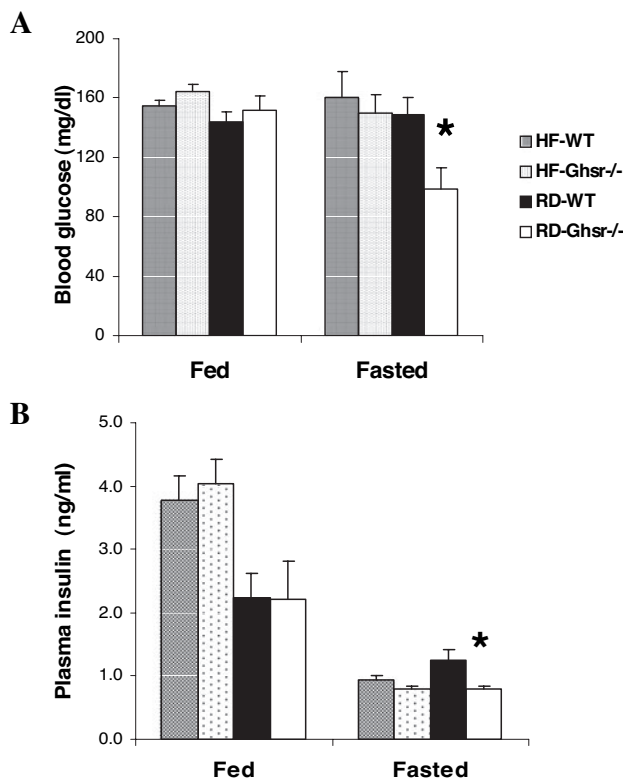 A
Blood glucose (mg/dl)
200
160
120
80
40
0
*
Fed
Fasted
HF-WT
HF-Ghsr-/-
RD-WT
RD-Ghsr-/-
B
Plasma insulin (ng/ml)
5.0
4.0
3.0
2.0
1.0
0.0
*
Fed
Fasted